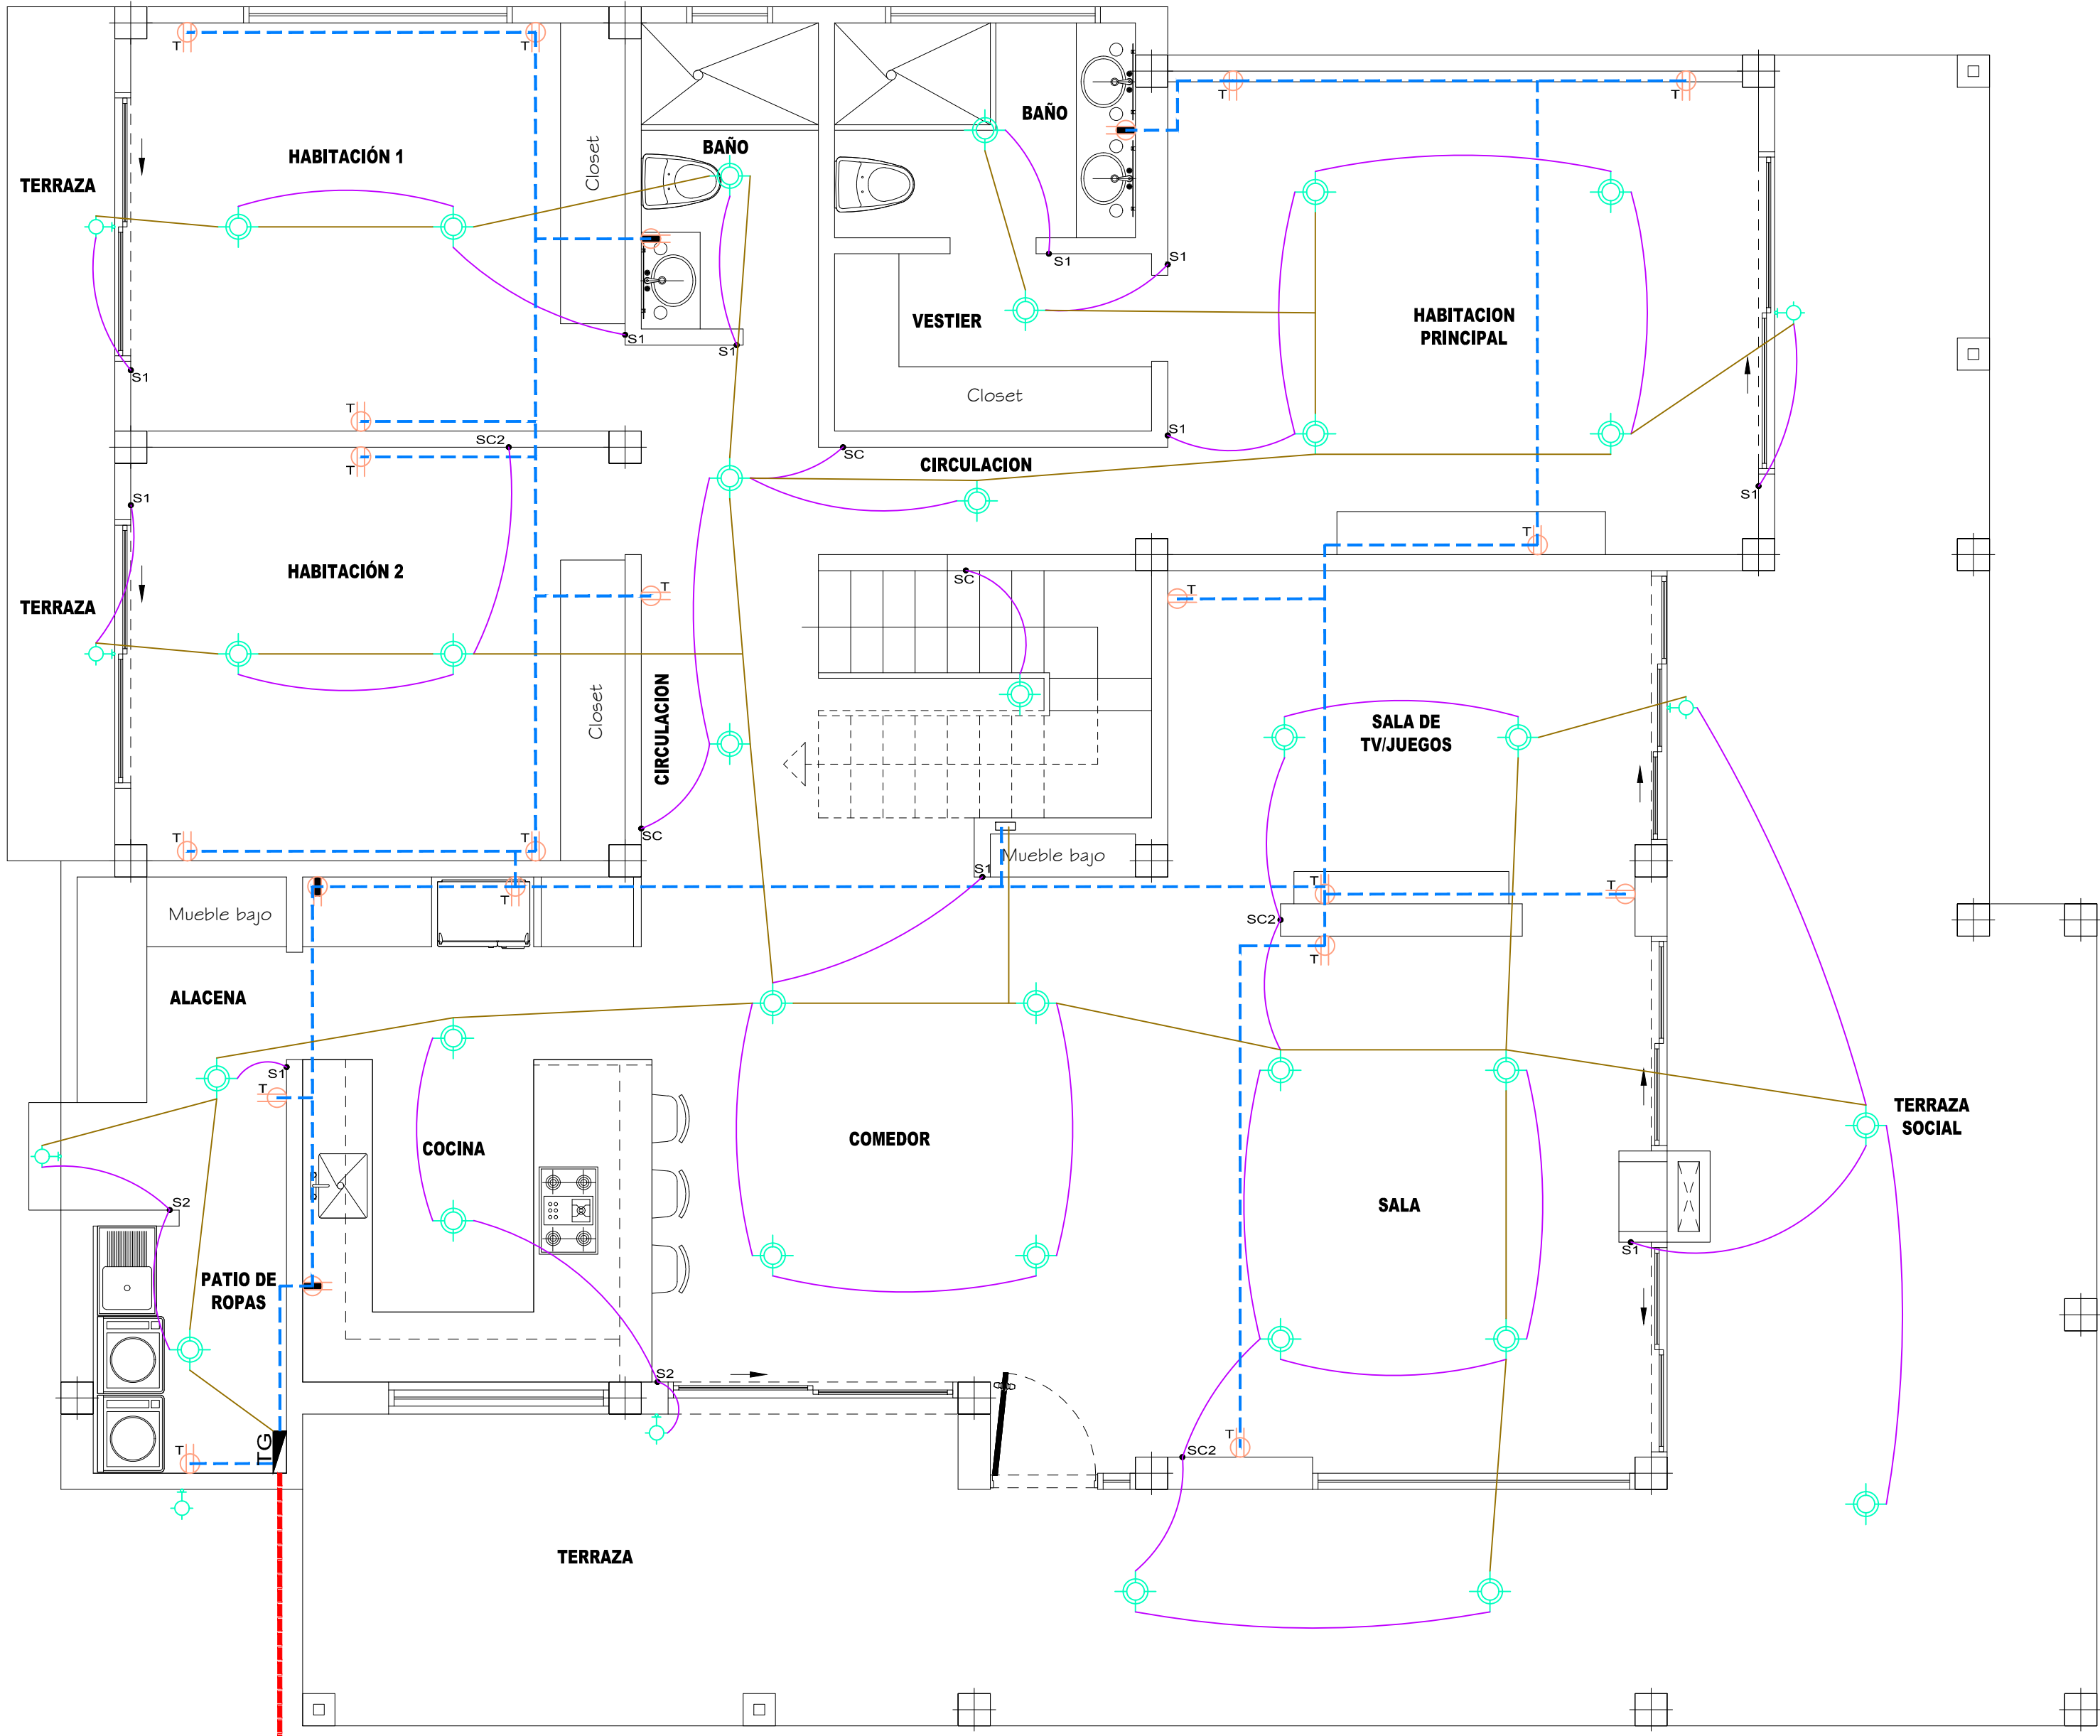 T
T
T
T
BAÑO
HABITACIÓN 1
Closet
BAÑO
TERRAZA
S1
S1
VESTIER
HABITACION
PRINCIPAL
S1
S1
S1
Closet
T
SC2
S1
SC
CIRCULACION
T
S1
S1
T
HABITACIÓN 2
SC
T
T
TERRAZA
Closet
CIRCULACION
SALA DE
TV/JUEGOS
T
T
SC
Mueble bajo
S1
T
T
T
Mueble bajo
SC2
T
ALACENA
S1
T
COCINA
COMEDOR
TERRAZA
SOCIAL
S2
SALA
PATIO DE
ROPAS
S1
S2
TG
T
T
SC2
TERRAZA